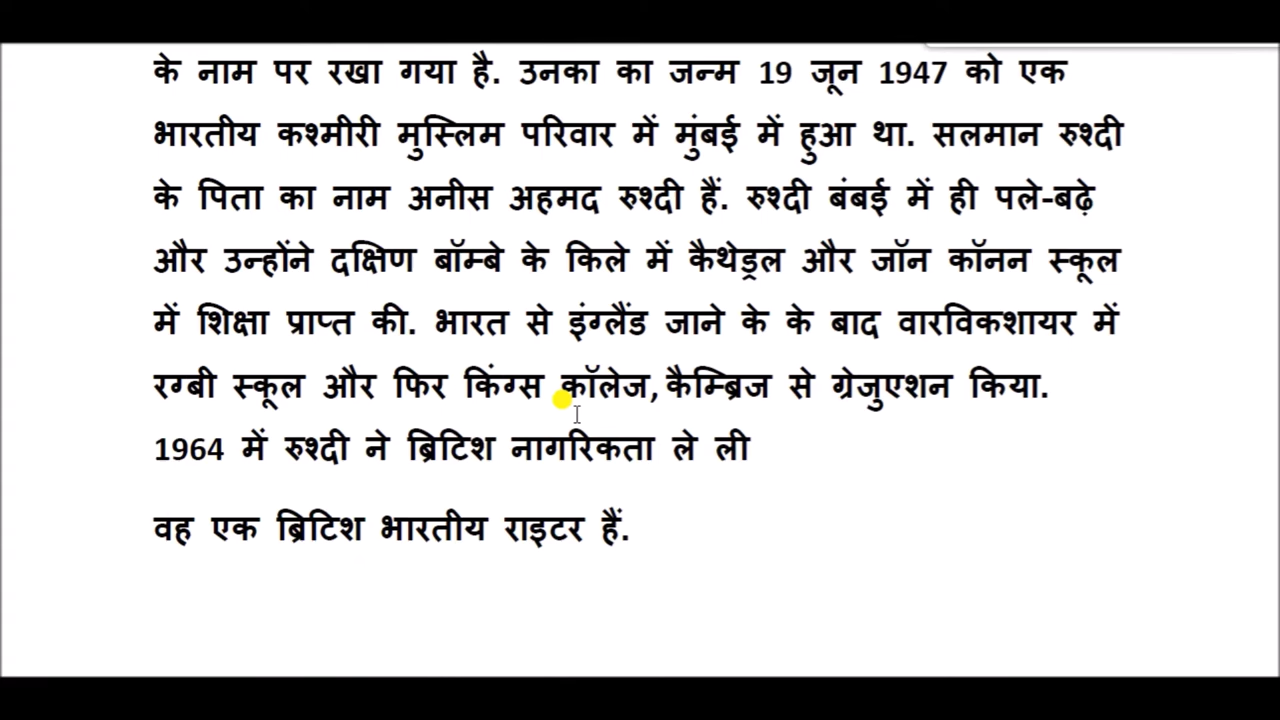 के नाम पर रखा गया है. उनका का जन्म 19 जून 1947 को एक
भारतीय कश्मीरी मुस्लिम परिवार में मुंबई में हुआ था. सलमान रुश्दी
के पिता का नाम अनीस अहमद रुश्दी हैं. रुश्दी बंबई में ही पले-बढ़े
और उन्होंने दक्षिण बॉम्बे के किले में कैथेड्रल और जॉन कॉनन स्कूल
में शिक्षा प्राप्त की. भारत से इंग्लैंड जाने के के बाद वारविकशायर में
रग्बी स्कूल और फिर किंग्स कॉलेज, कैम्ब्रिज से ग्रेजुएशन किया.
1964 में रुश्दी ने ब्रिटिश नागरिकता ले ली
वह एक ब्रिटिश भारतीय राइटर हैं.